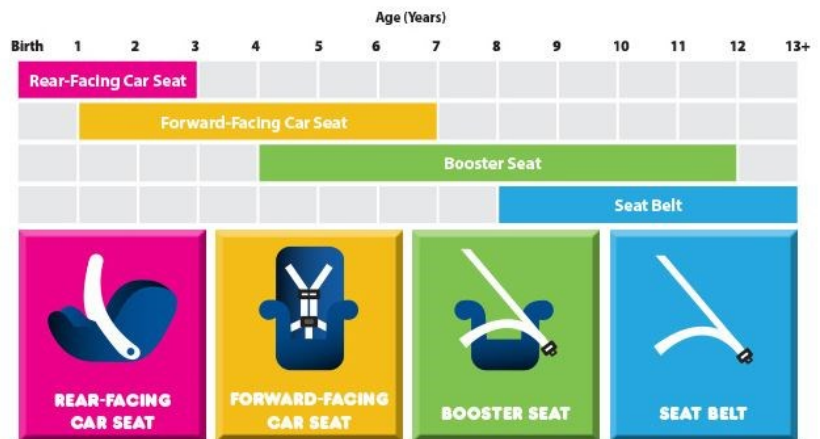 Age (Years)
Birth 1 2 3 4 5 6 7 8 9 10 11 12 13+
Rear-Facing Car Seat
Forward-Facing Car Seat
Booster Seat
Seat Belt
REAR-FACING
CAR SEAT
FORWARD-FACING
CAR SEAT
BOOSTER SEAT
SEAT BELT